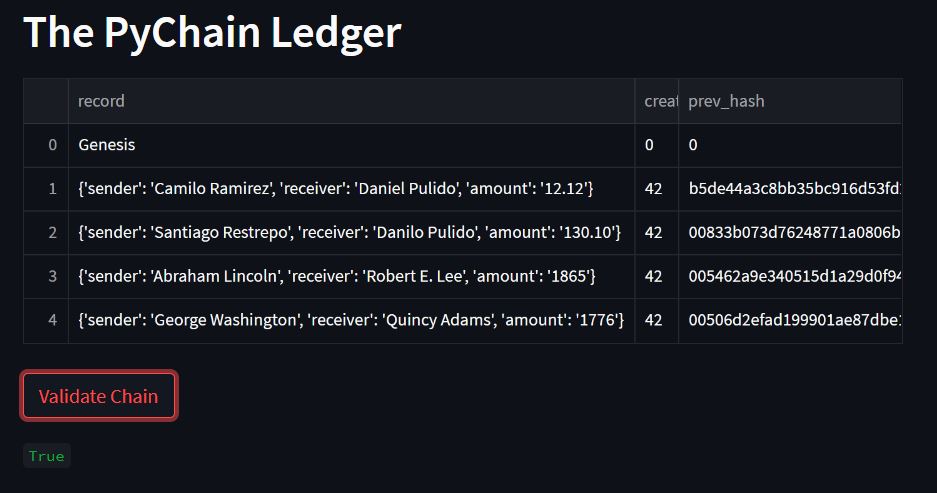 The PyChain Ledger
record creat prev_hash
0 Genesis 0 0
1 {'sender': 'Camilo Ramirez', 'receiver': 'Daniel Pulido', 'amount': '12.12'} 42 b5de44a3c8bb35bc916d53fd
2 {'sender': 'Santiago Restrepo', 'receiver': 'Danilo Pulido', 'amount': '130.10'} 42 00833b073d76248771a0806b
3 {'sender': 'Abraham Lincoln', 'receiver': 'Robert E. Lee', 'amount': '1865'} 42 005462a9e340515d1a29d0f94
4 {'sender': 'George Washington', 'receiver': 'Quincy Adams', 'amount': '1776'} 42 00506d2efad199901ae87dbe
Validate Chain
True